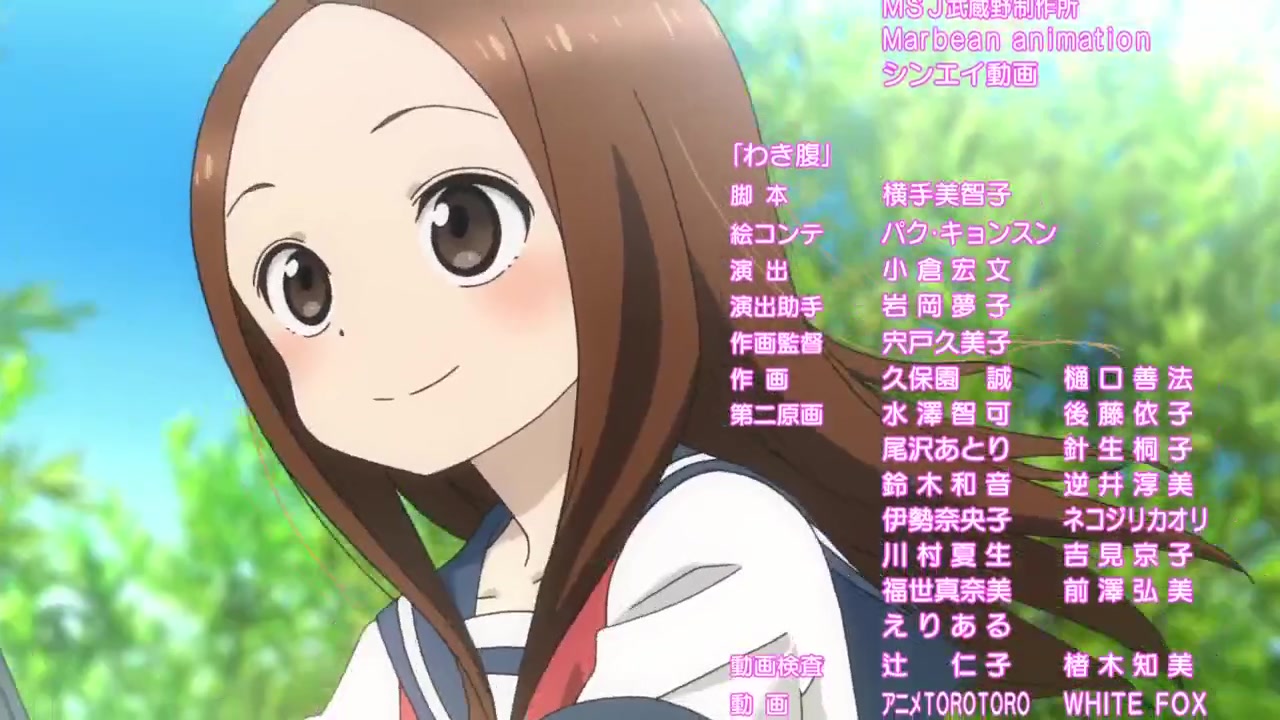 MSJ武蔵野制作所
Marbean animation
シンエイ動画
「わき腹」
脚本 横手美智子
絵コンテ パク・キョンスン
演出 小倉宏文
演出助手 岩岡夢子
作画監督 宍戸久美子
作画 久保園 誠 樋口善法
第二原画 水澤智可 後藤依子
尾沢あとり 針生桐子
鈴木和音 逆井淳美
伊勢奈央子 ネコジリカオリ
川村夏生 吉見京子
福世真奈美 前澤弘美
えりある
動画検査 辻 仁子 楮木知美
動画 アニメTOROTORO WHITE FOX